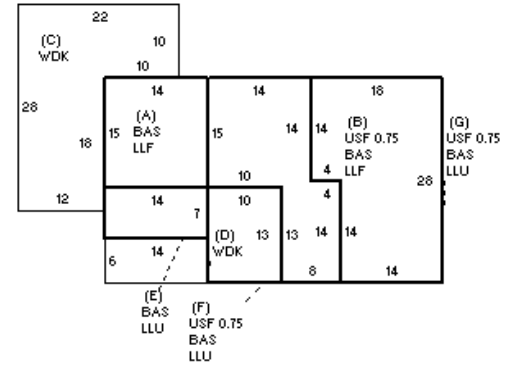 22
(C)
WDK
10
10
14
14
18
(A)
BAS
LLF
(B)
USF 0.75
BAS
LLF
(G)
USF 0.75
BAS
LLU
28
18
15
15
14
14
4
4
28
10
12
14
10
7
(D)
WDK
13
13
14
14
14
6
8
14
(E)
BAS
LLU
(F)
USF 0.75
BAS
LLU